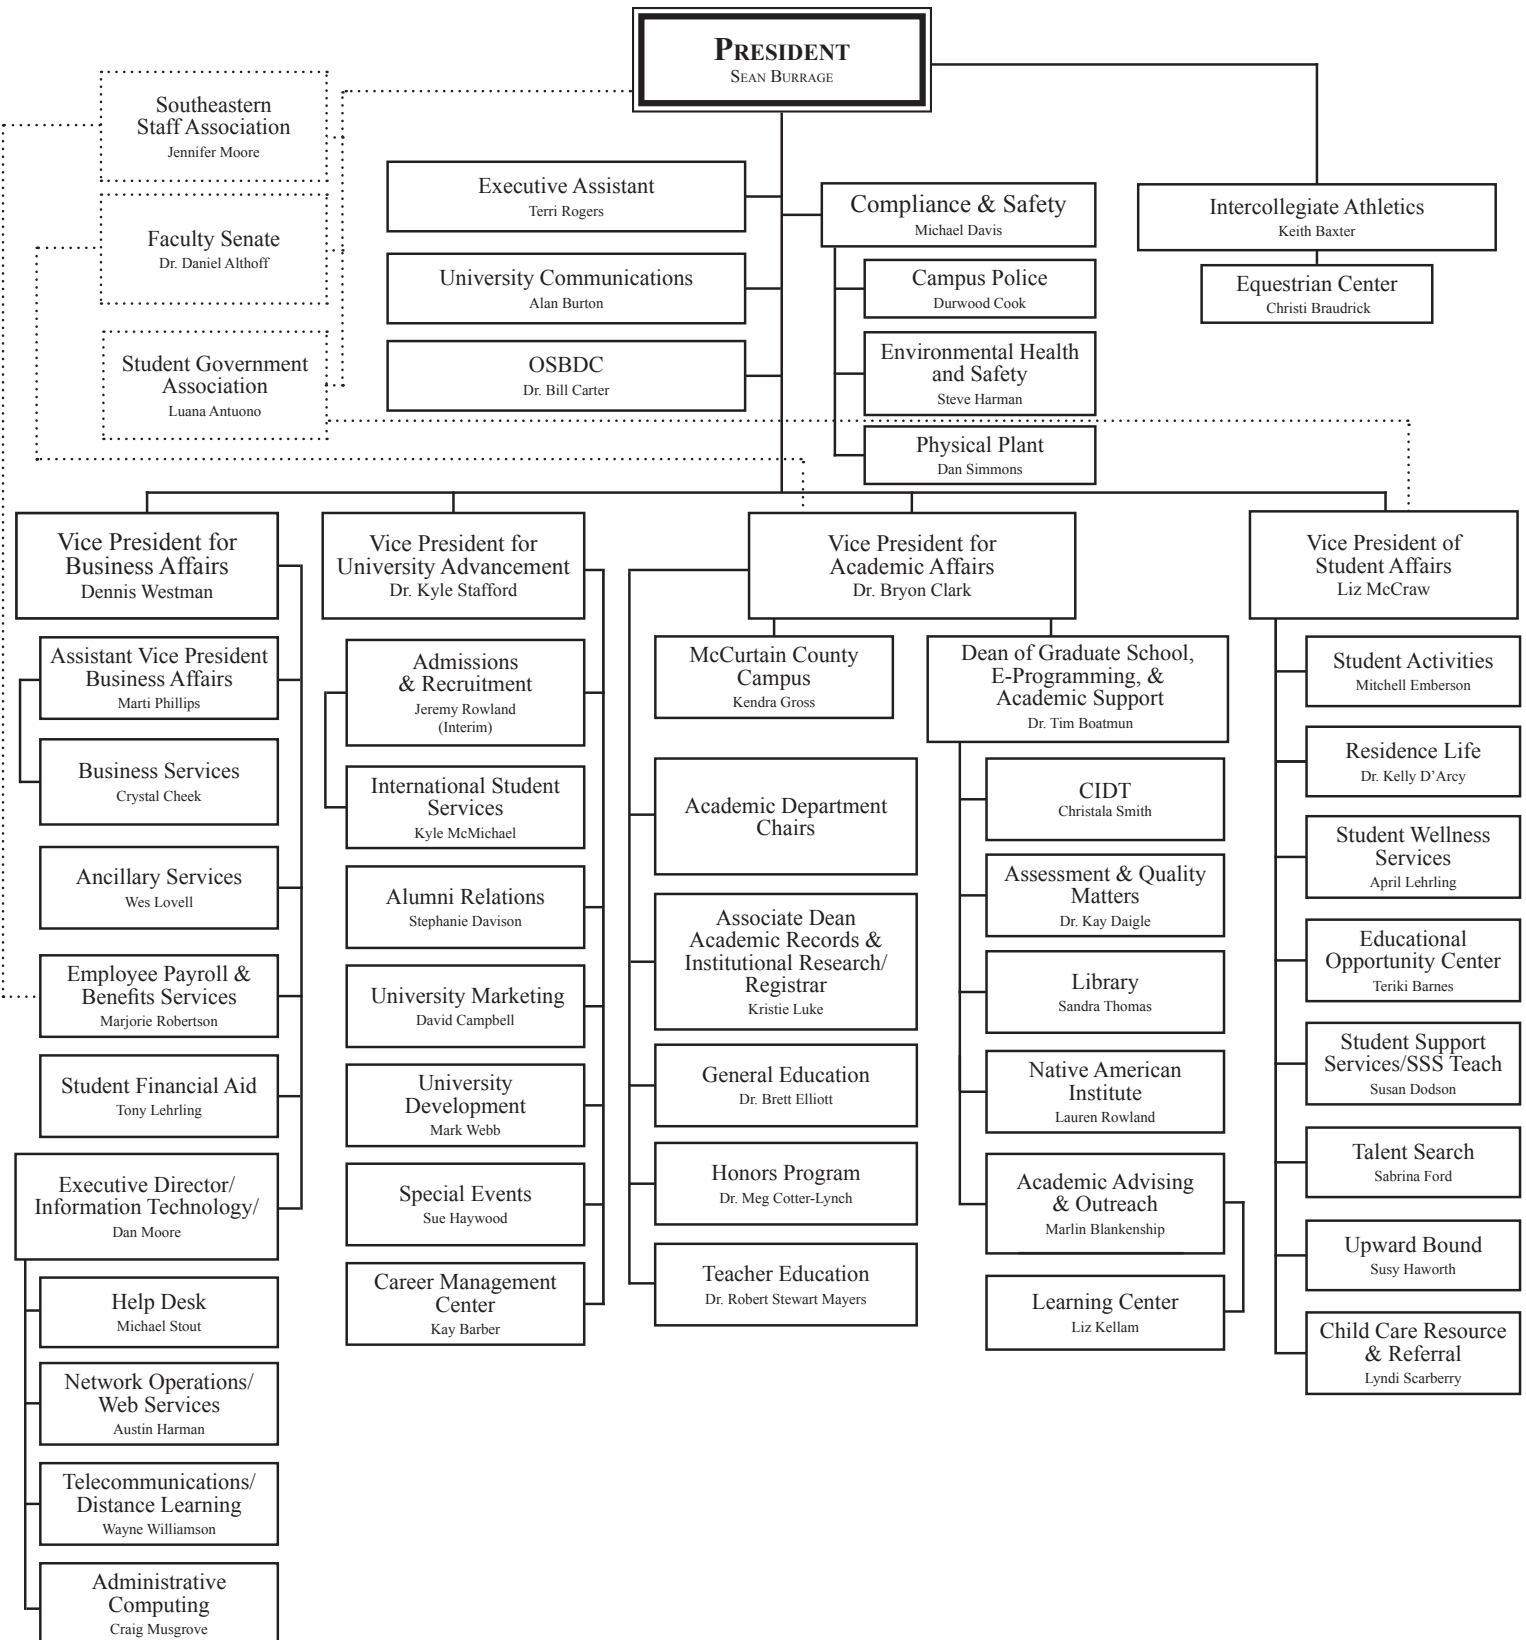 PRESIDENT
SEAN BURRAGE
Southeastern
Staff Association
Jennifer Moore
Faculty Senate
Dr. Daniel Althoff
Student Government
Association
Luana Antuono
Executive Assistant
Terri Rogers
University Communications
Alan Burton
OSBDC
Dr. Bill Carter
Compliance & Safety
Michael Davis
Campus Police
Durwood Cook
Environmental Health
and Safety
Steve Harman
Physical Plant
Dan Simmons
Intercollegiate Athletics
Keith Baxter
Equestrian Center
Christi Braudrick
Vice President for
Business Affairs
Dennis Westman
Assistant Vice President
Business Affairs
Marti Phillips
Business Services
Crystal Cheek
Ancillary Services
Wes Lovell
Employee Payroll &
Benefits Services
Marjorie Robertson
Student Financial Aid
Tony Lehrling
Executive Director/
Information Technology/
Dan Moore
Help Desk
Michael Stout
Network Operations/
Web Services
Austin Harman
Telecommunications/
Distance Learning
Wayne Williamson
Administrative
Computing
Craig Musgrove
Vice President for
University Advancement
Dr. Kyle Stafford
Admissions
& Recruitment
Jeremy Rowland
(Interim)
International Student
Services
Kyle McMichael
Alumni Relations
Stephanie Davison
University Marketing
David Campbell
University
Development
Mark Webb
Special Events
Sue Haywood
Career Management
Center
Kay Barber
Vice President for
Academic Affairs
Dr. Bryon Clark
McCurtain County
Campus
Kendra Gross
Academic Department
Chairs
Associate Dean
Academic Records &
Institutional Research/
Registrar
Kristie Luke
General Education
Dr. Brett Elliott
Honors Program
Dr. Meg Cotter-Lynch
Teacher Education
Dr. Robert Stewart Mayers
Dean of Graduate School,
E-Programming, &
Academic Support
Dr. Tim Boatmun
CIDT
Christala Smith
Assessment & Quality
Matters
Dr. Kay Daigle
Library
Sandra Thomas
Native American
Institute
Lauren Rowland
Academic Advising
& Outreach
Marlin Blankenship
Learning Center
Liz Kellam
Vice President of
Student Affairs
Liz McCraw
Student Activities
Mitchell Emberson
Residence Life
Dr. Kelly D’Arcy
Student Wellness
Services
April Lehrling
Educational
Opportunity Center
Teriki Barnes
Student Support
Services/SSS Teach
Susan Dodson
Talent Search
Sabrina Ford
Upward Bound
Susy Haworth
Child Care Resource
& Referral
Lyndi Scarberry